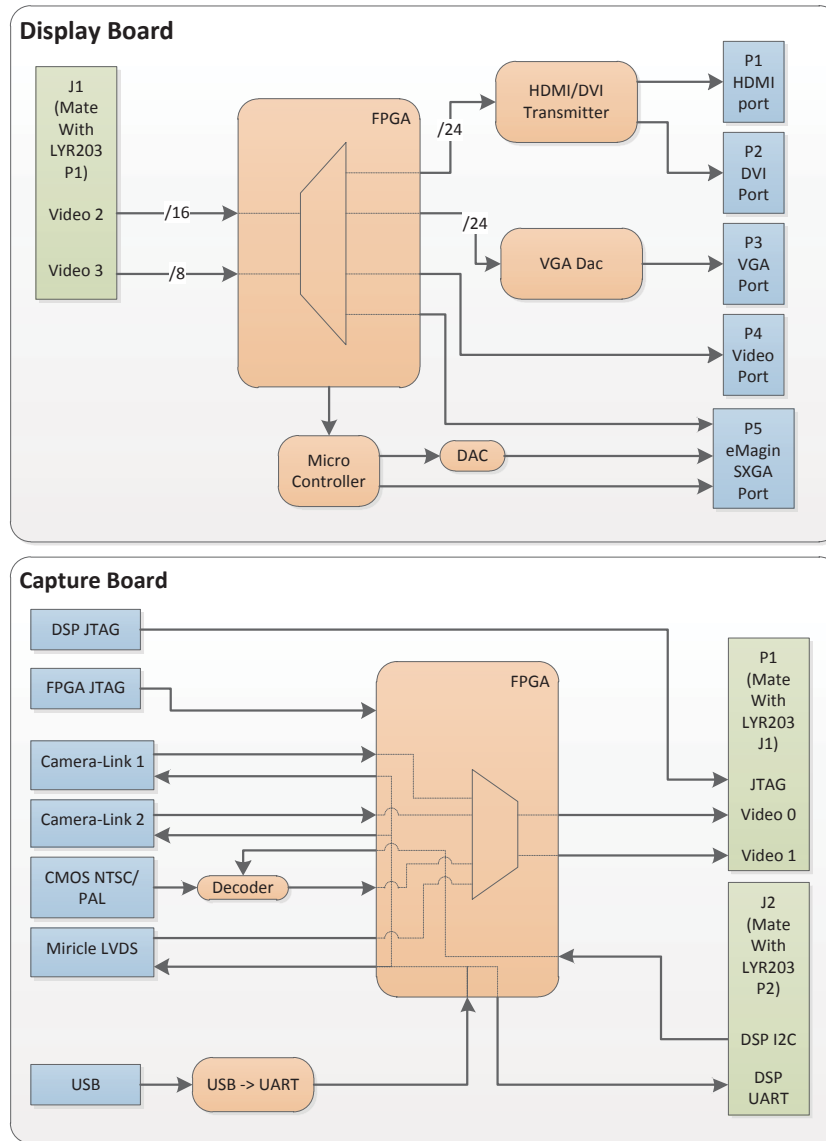 Display Board
J1
(Mate
With
LYR203
P1)
Video 2
Video 3
/16
/8
FPGA
/24
/24
HDMI/DVI
Transmitter
VGA Dac
Micro
Controller
DAC
P1
HDMI
port
P2
DVI
Port
P3
VGA
Port
P4
Video
Port
P5
eMagin
SXGA
Port
Capture Board
DSP JTAG
FPGA JTAG
Camera-Link 1
Camera-Link 2
CMOS NTSC/
PAL
Miricle LVDS
USB
Decoder
USB -> UART
FPGA
P1
(Mate
With
LYR203
J1)
JTAG
Video 0
Video 1
J2
(Mate
With
LYR203
P2)
DSP I2C
DSP
UART